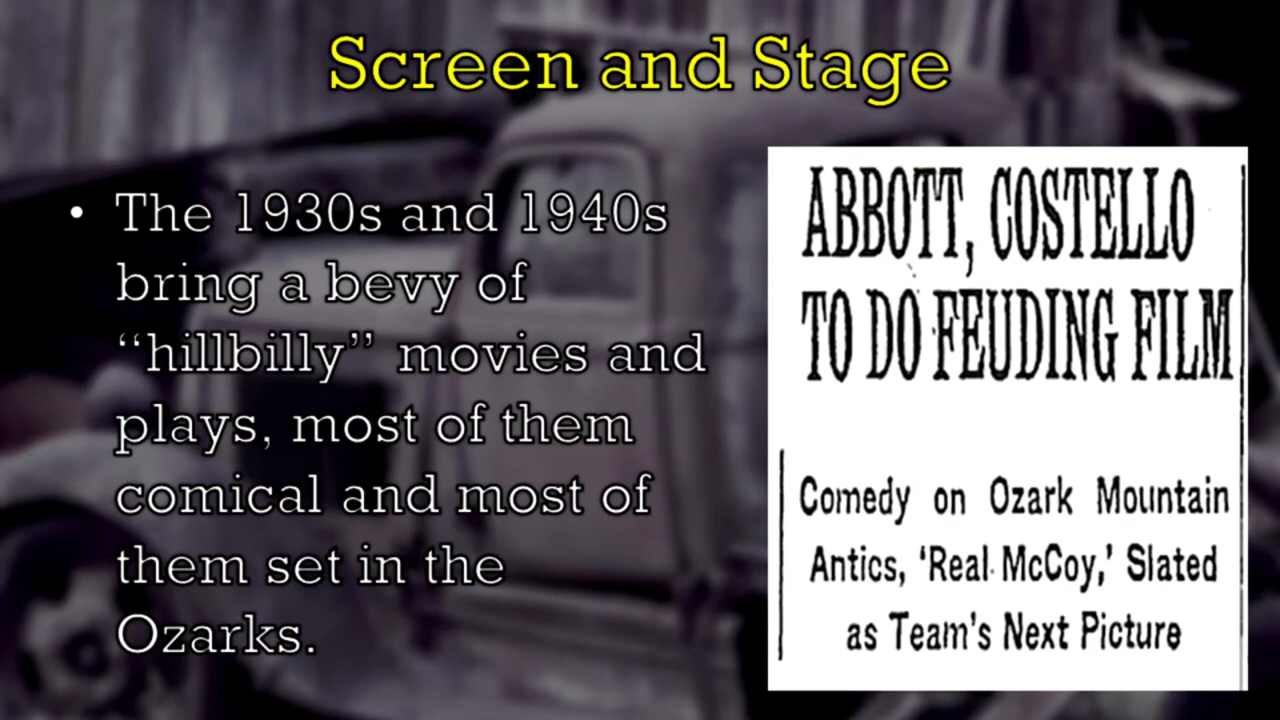 Screen and Stage
• The 1930s and 1940s
bring a bevy of
“hillbilly” movies and
plays, most of them
comical and most of
them set in the
Ozarks.
ABBOTT, COSTELLO
TO DO FEUDING FILM
Comedy on Ozark Mountain
Antics, ‘Real McCoy,’ Slated
as Team's Next Picture